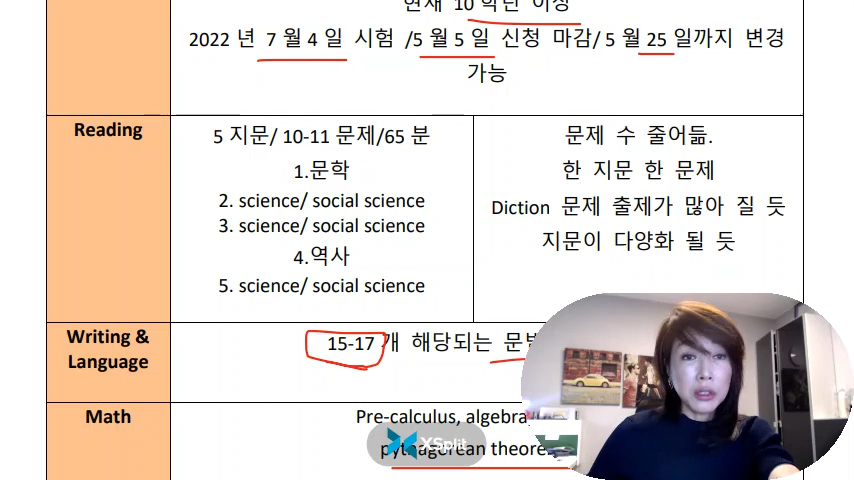 현재 10 학년 이상
2022 년 7 월 4 일 시험 /5 월 5 일 신청 마감/ 5 월 25 일까지 변경
가능
Reading
5 지문/ 10-11 문제/65 분
1.문학
2. science/ social science
3. science/ social science
4.역사
5. science/ social science
문제 수 줄어듦.
한 지문 한 문제
Diction 문제 출제가 많아 질 듯
지문이 다양화 될 듯
Writing &
Language
15-17 개 해당되는
Math
Pre-calculus, algebra,
pythagorean
XSplit